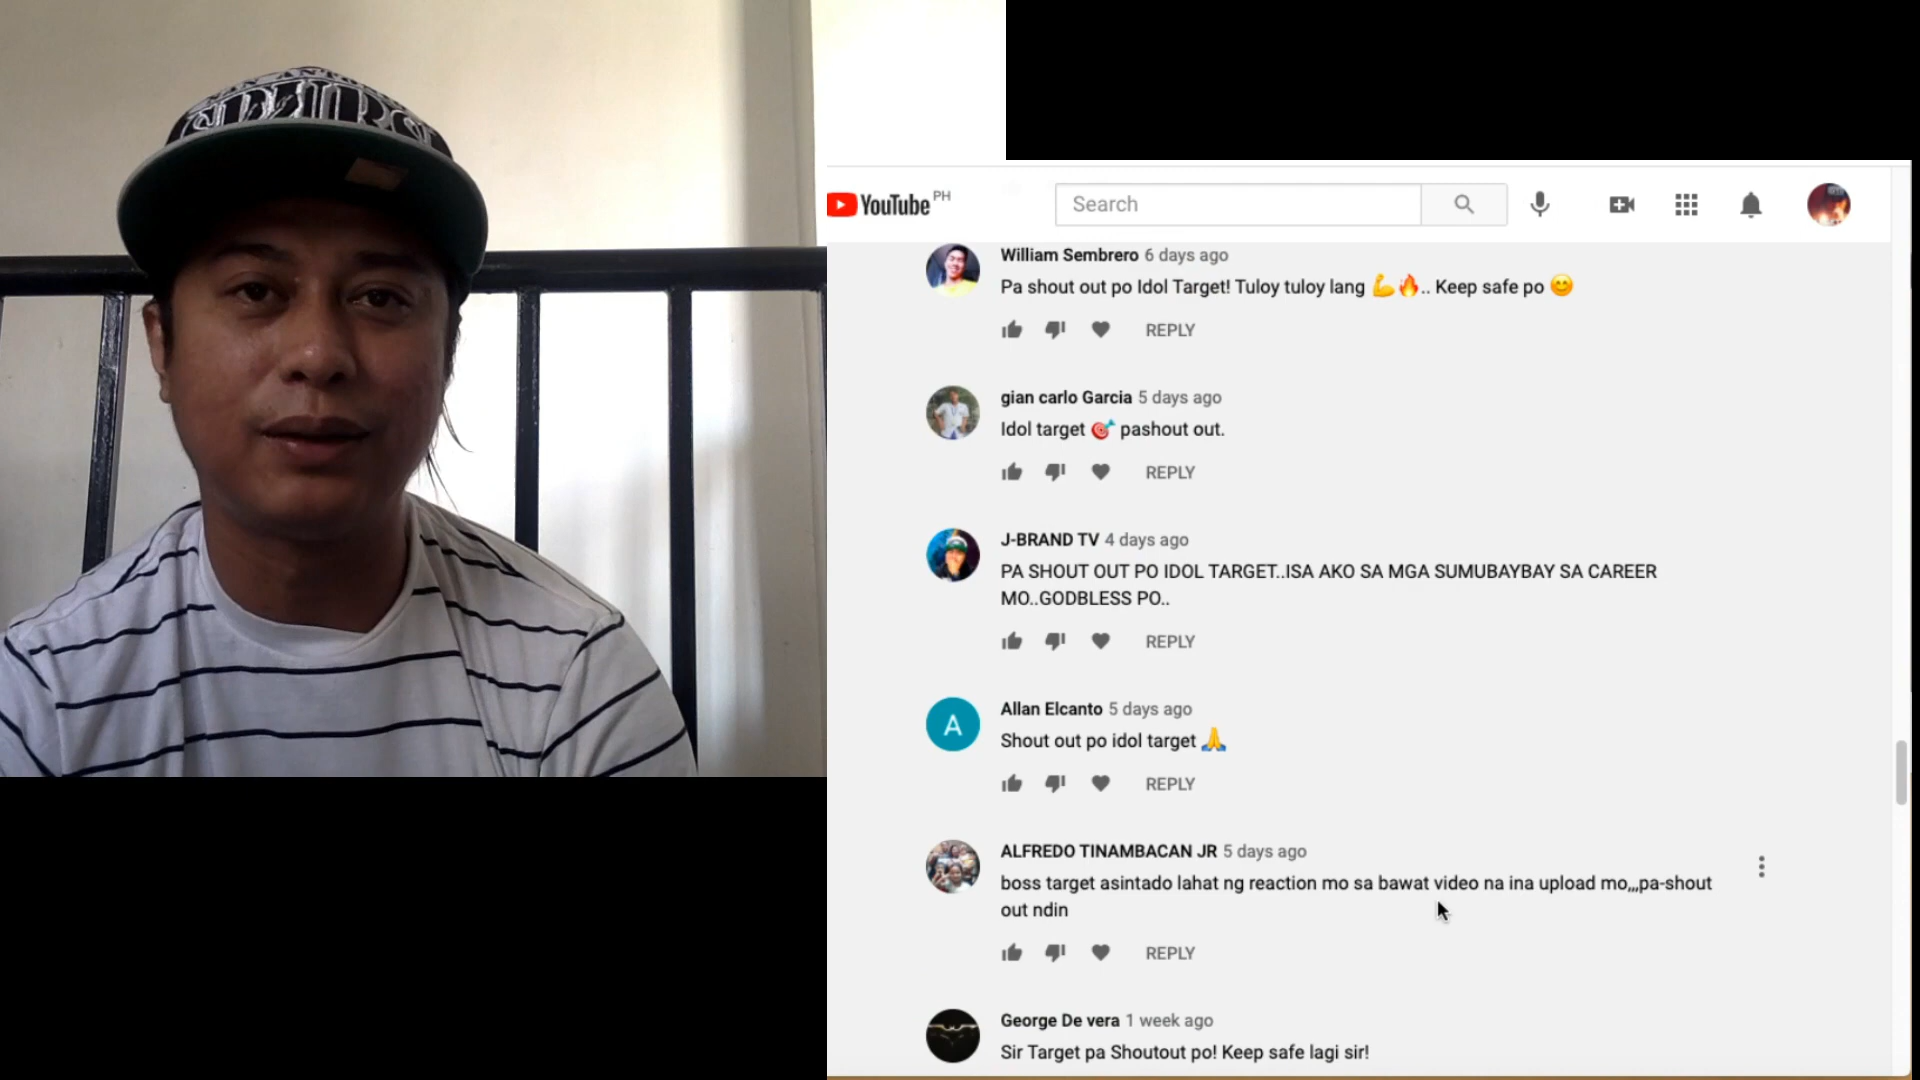 YouTube PH
Search
William Sembrero 6 days ago
Pa shout out po Idol Target! Tuloy tuloy lang 💪🔥.. Keep safe po 😊
REPLY
gian carlo Garcia 5 days ago
Idol target 🎯 pashout out.
REPLY
J-BRAND TV 4 days ago
PA SHOUT OUT PO IDOL TARGET..ISA AKO SA MGA SUMUBAYBAY SA CAREER
MO..GODBLESS PO..
REPLY
A
Allan Elcanto 5 days ago
Shout out po idol target 🙏
REPLY
ALFREDO TINAMBACAN JR 5 days ago
boss target asintado lahat ng reaction mo sa bawat video na ina upload mo,,,pa-shout
out ndin
REPLY
George De vera 1 week ago
Sir Target pa Shoutout po! Keep safe lagi sir!